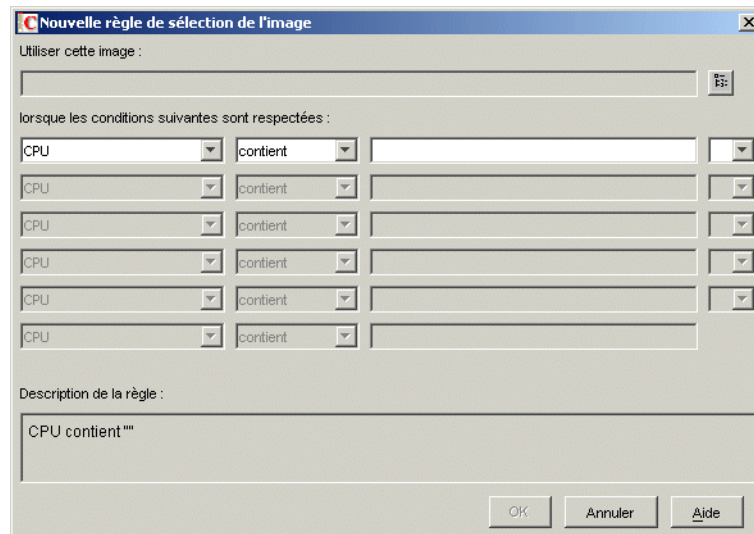 Nouvelle règle de sélection de l'image
Utiliser cette image :
lorsque les conditions suivantes sont respectées :
CPU contient
CPU contient
CPU contient
CPU contient
CPU contient
CPU contient
Description de la règle :
CPU contient ""
OK Annuler Aide